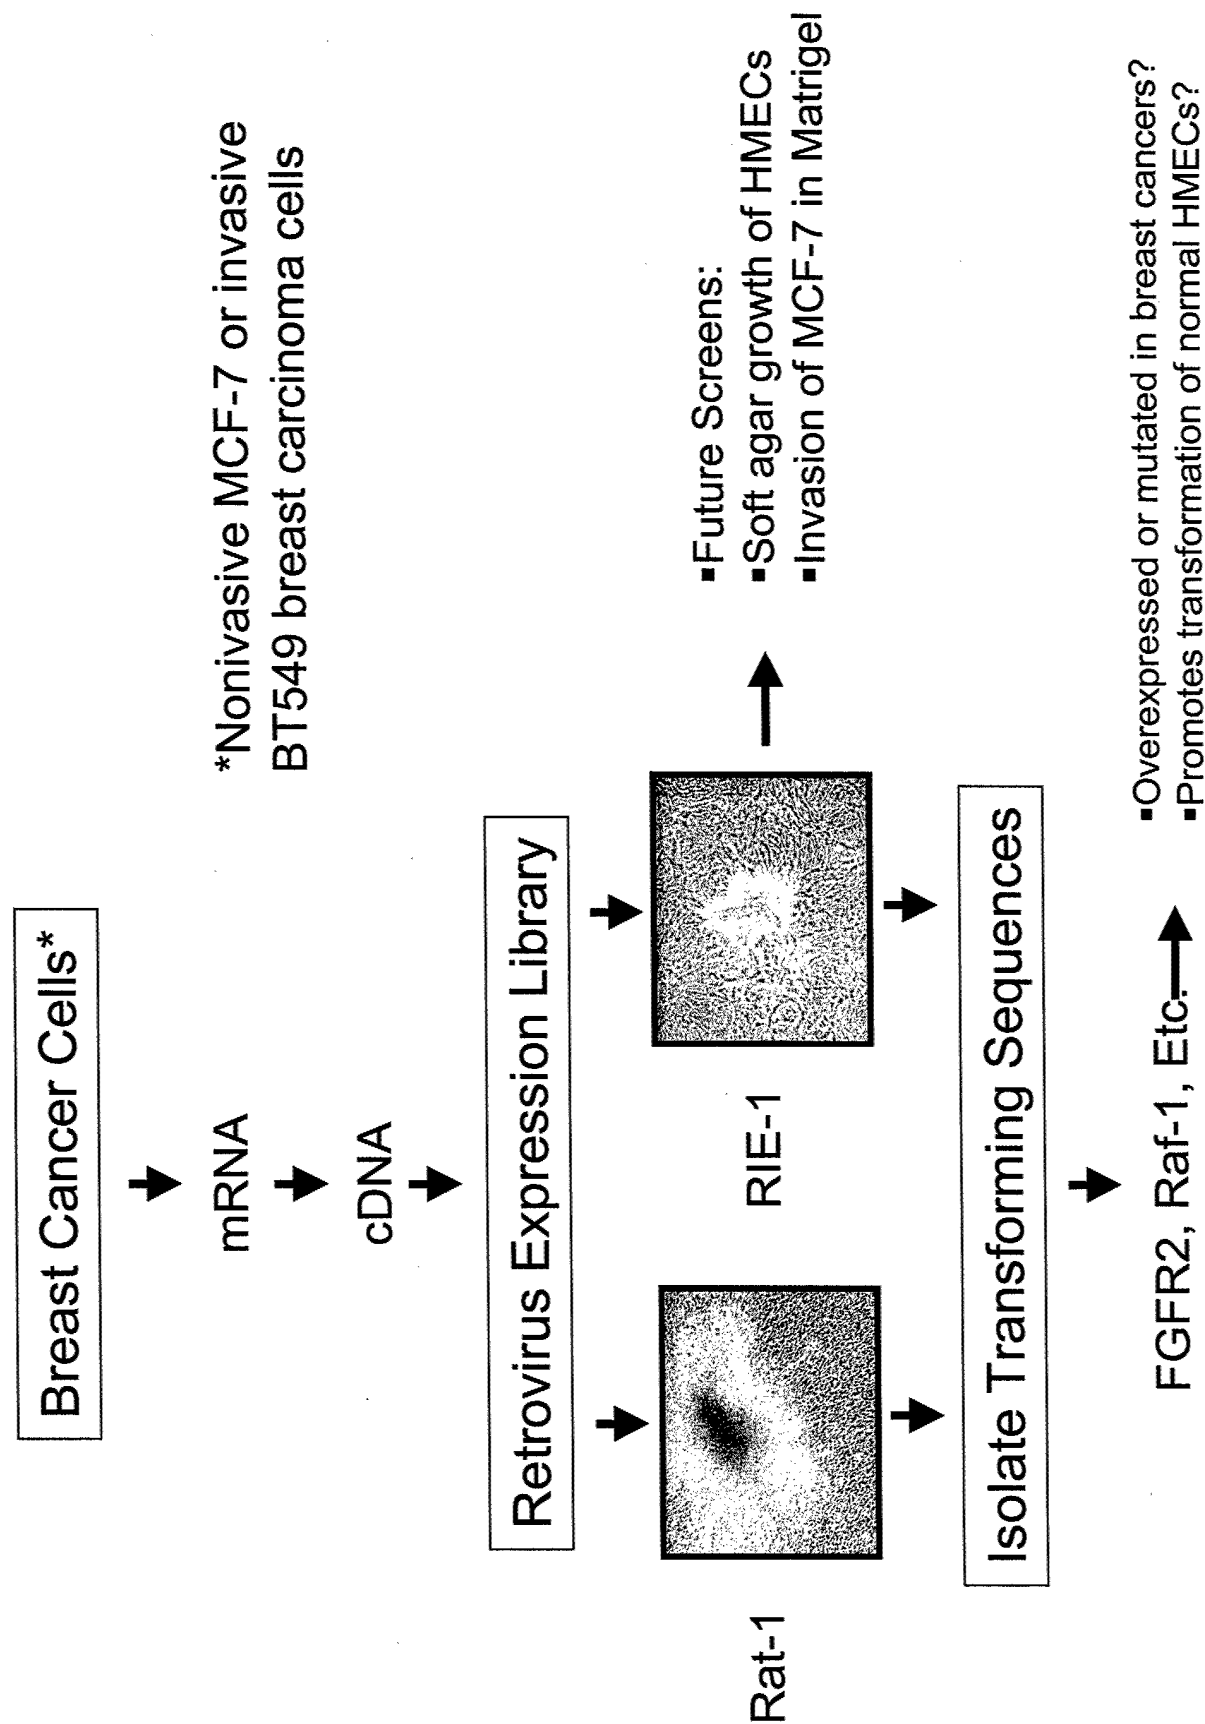 Breast Cancer Cells*
mRNA
*Nonivasive MCF-7 or invasive
BT549 breast carcinoma cells
cDNA
Retrovirus Expression Library
Rat-1
RIE-1
▪Future Screens:
▪Soft agar growth of HMECs
▪Invasion of MCF-7 in Matrigel
Isolate Transforming Sequences
FGFR2, Raf-1, Etc.
▪Overexpressed or mutated in breast cancers?
▪Promotes transformation of normal HMECs?